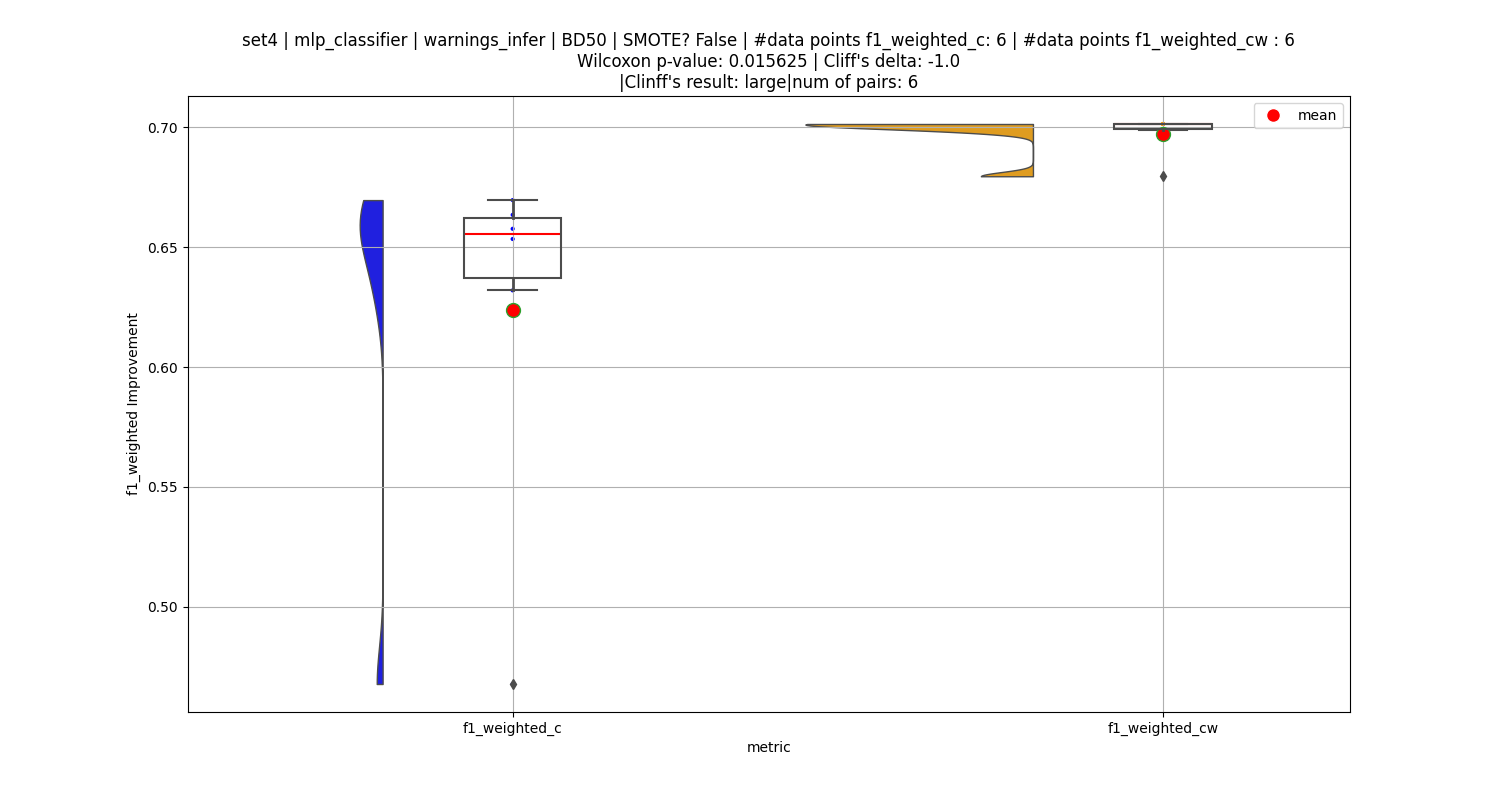 set4 | mlp_classifier | warnings_infer | BD50 | SMOTE? False | #data points f1_weighted_c: 6 | #data points f1_weighted_cw : 6
Wilcoxon p-value: 0.015625 | Cliff's delta: -1.0
|Clinff's result: large|num of pairs: 6
mean
0.70
0.65
0.60
0.55
0.50
f1_weighted Improvement
f1_weighted_c
f1_weighted_cw
metric